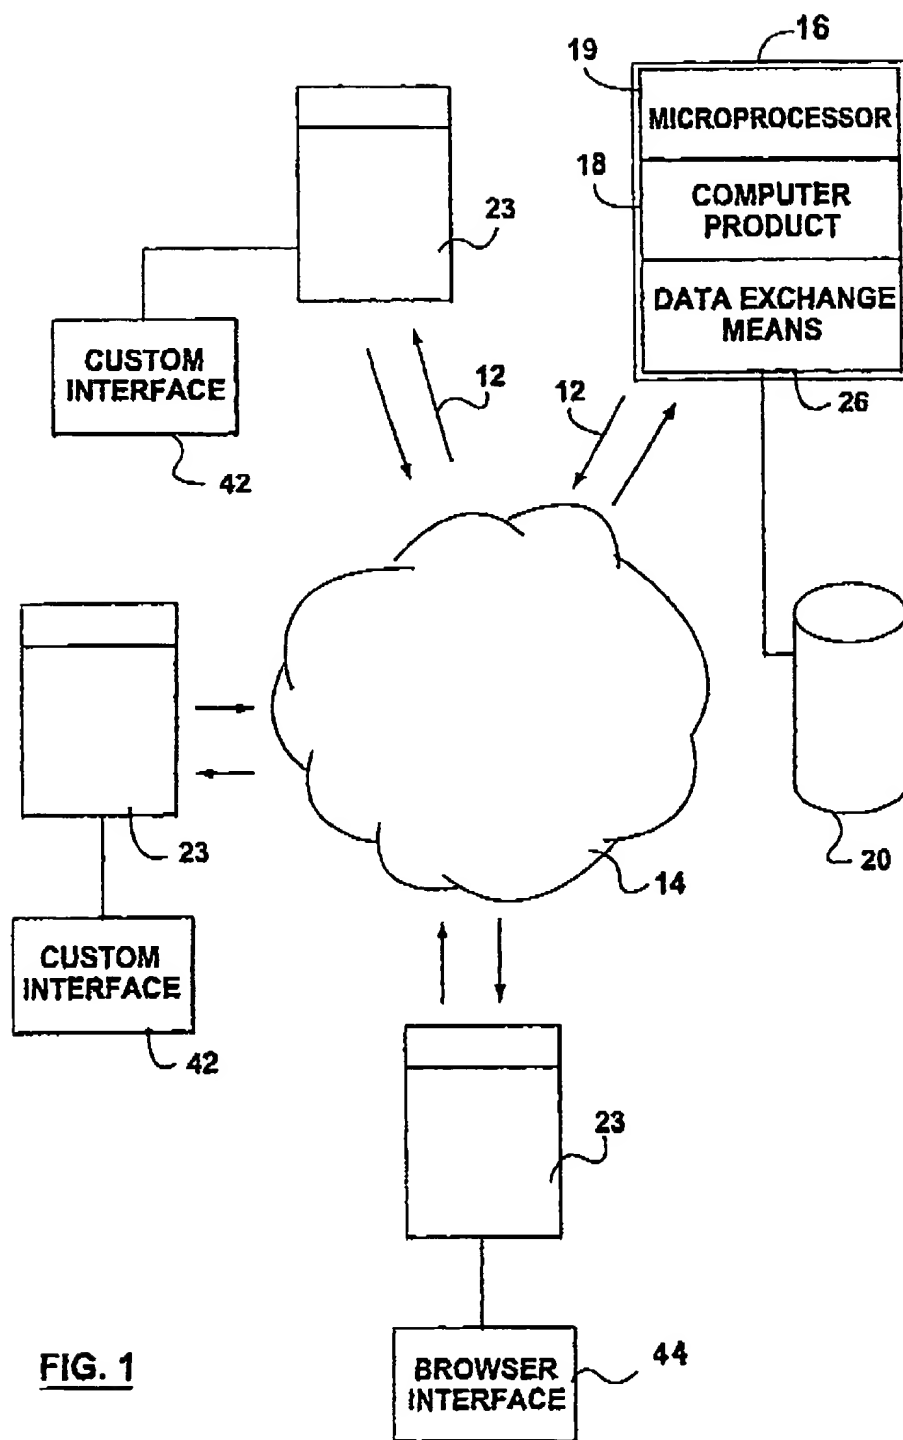 16
19
MICROPROCESSOR
18
COMPUTER
PRODUCT
23
DATA EXCHANGE
MEANS
CUSTOM
INTERFACE
12
12
26
42
23
20
14
CUSTOM
INTERFACE
42
23
FIG. 1
BROWSER
INTERFACE
44